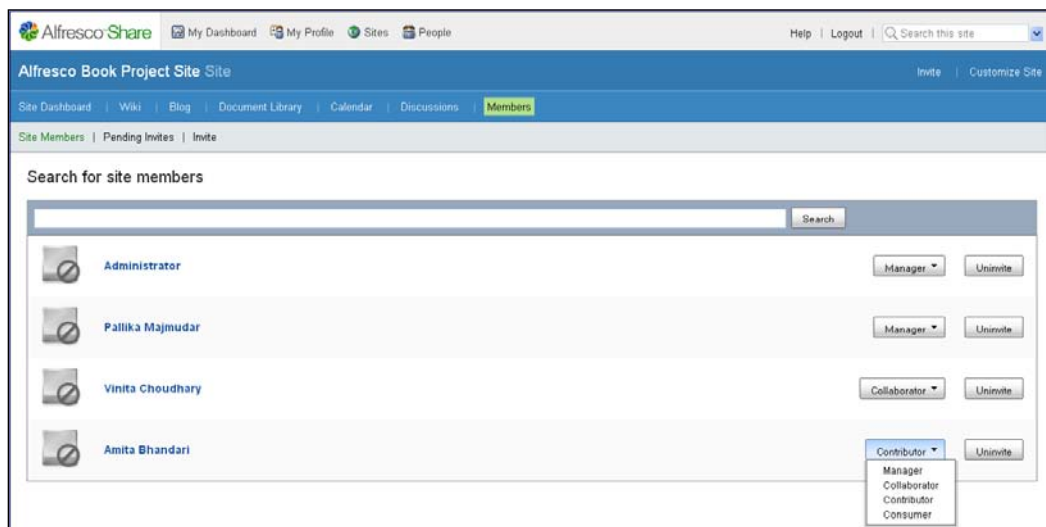 Alfresco Share My Dashboard My Profile Sites People Help | Logout | Search this site
Alfresco Book Project Site Site Invite | Customize Site
Site Dashboard | Wiki | Blog | Document Library | Calendar | Discussions | Members
Site Members | Pending Invites | Invite
Search for site members
Search
Administrator Manager Uninvite
Pallika Majmudar Manager Uninvite
Vinita Choudhary Collaborator Uninvite
Amita Bhandari Contributor Uninvite
Manager
Collaborator
Contributor
Consumer